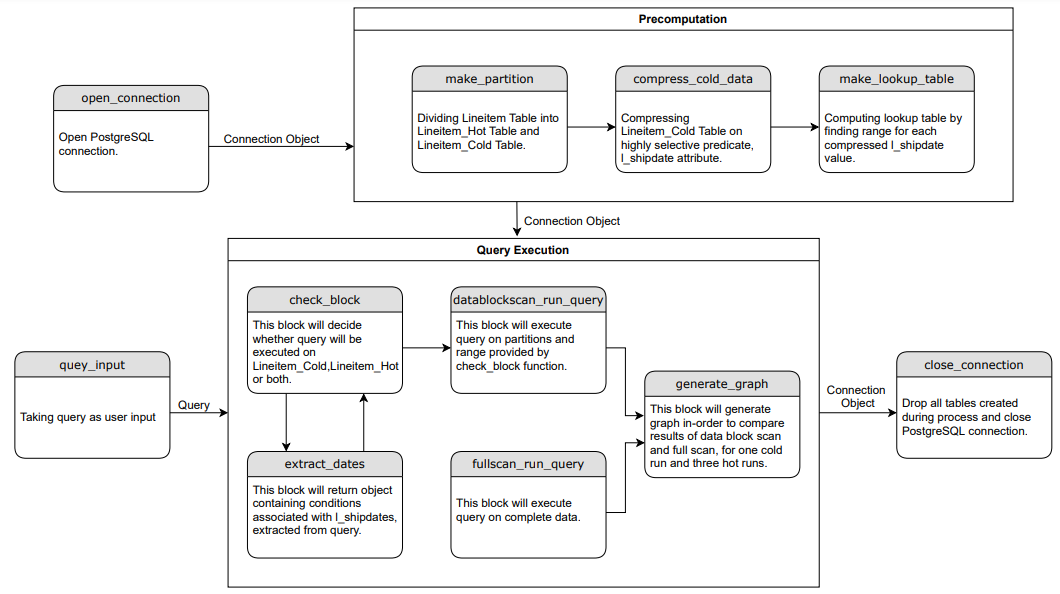 Precomputation
open_connection
Open PostgreSQL
connection.
Connection Object
make_partition
Dividing Lineitem Table into
Lineitem_Hot Table and
Lineitem_Cold Table.
compress_cold_data
Compressing
Lineitem_Cold Table on
highly selective predicate,
l_shipdate attribute.
make_lookup_table
Computing lookup table by
finding range for each
compressed l_shipdate
value.
Connection Object
Query Execution
quey_input
Taking query as user input
Query
check_block
This block will decide
whether query will be
executed on
Lineitem_Cold,Lineitem_Hot
or both.
datablockscan_run_query
This block will execute
query on partitions and
range provided by
check_block function.
extract_dates
This block will return object
containing conditions
associated with l_shipdates,
extracted from query.
fullscan_run_query
This block will execute
query on complete data.
generate_graph
This block will generate
graph in-order to compare
results of data block scan
and full scan, for one cold
run and three hot runs.
Connection
Object
close_connection
Drop all tables created
during process and close
PostgreSQL connection.